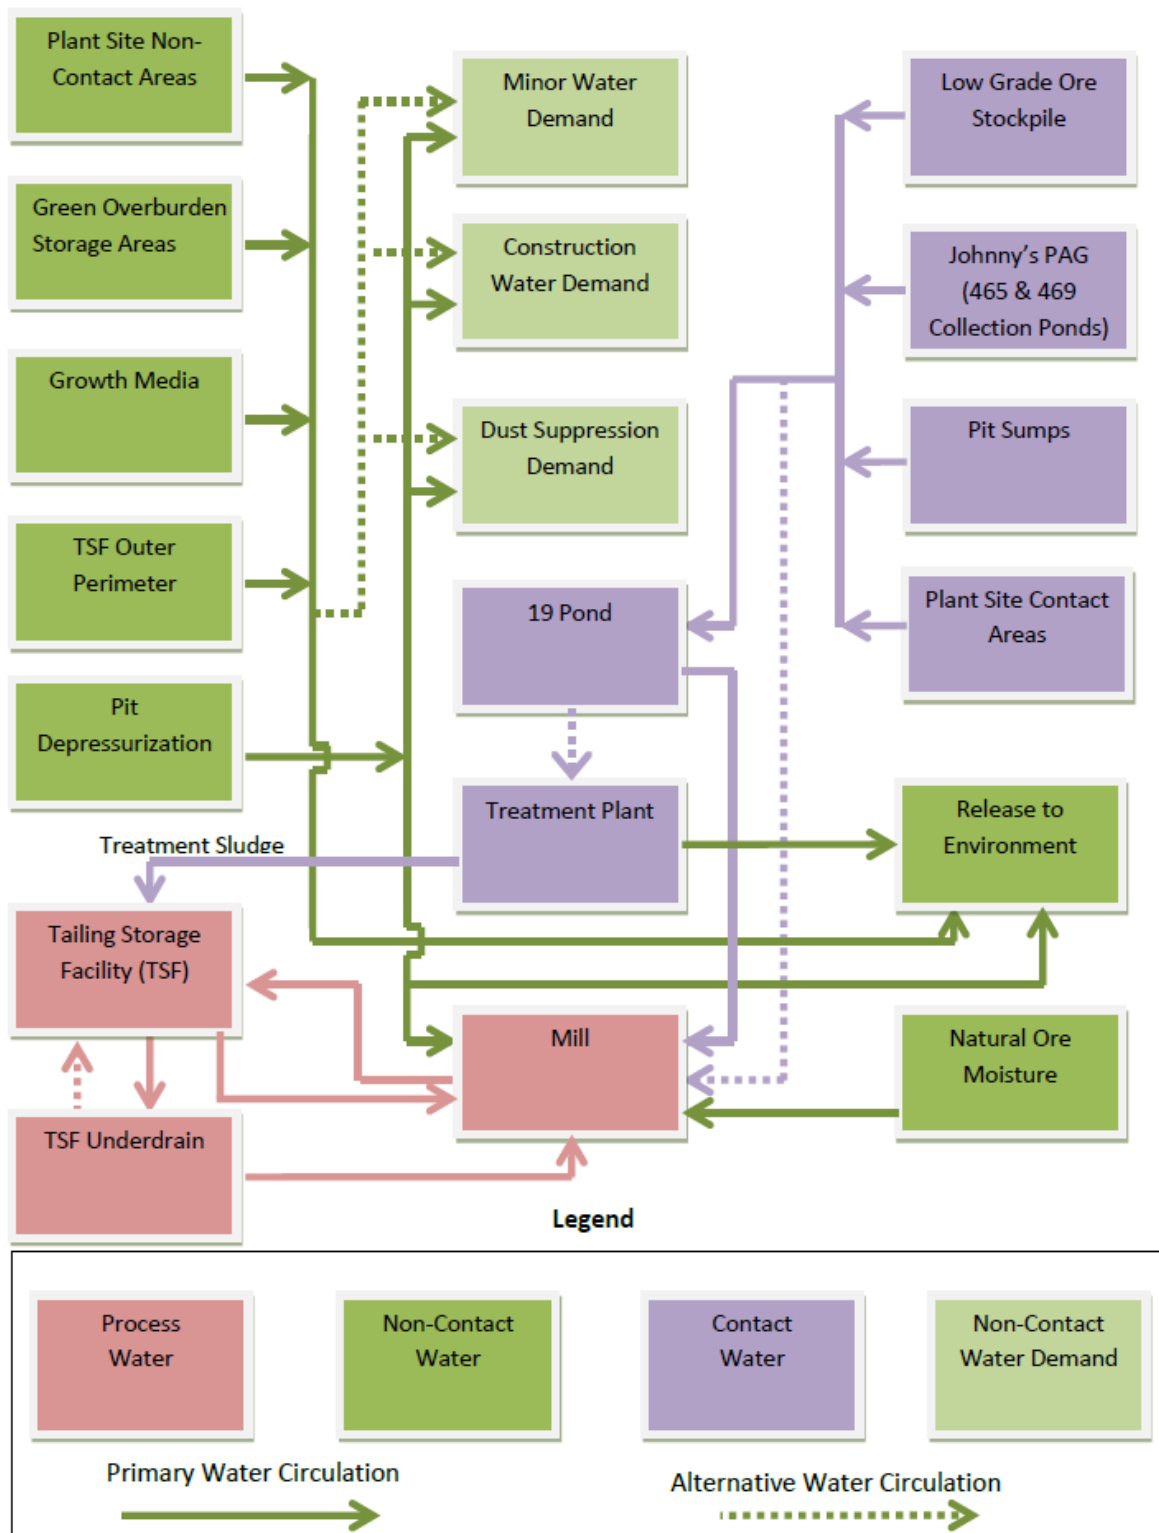 Plant Site Non-
Contact Areas
Minor Water
Demand
Low Grade Ore
Stockpile
Green Overburden
Storage Areas
Construction
Water Demand
Johnny's PAG
(465 & 469
Collection Ponds)
Growth Media
Dust Suppression
Demand
Pit Sumps
TSF Outer
Perimeter
19 Pond
Plant Site Contact
Areas
Pit
Depressurization
Treatment Plant
Release to
Environment
Treatment Sludge
Tailing Storage
Facility (TSF)
Mill
Natural Ore
Moisture
TSF Underdrain
Legend
Process
Water
Non-Contact
Water
Contact
Water
Non-Contact
Water Demand
Primary Water Circulation
Alternative Water Circulation